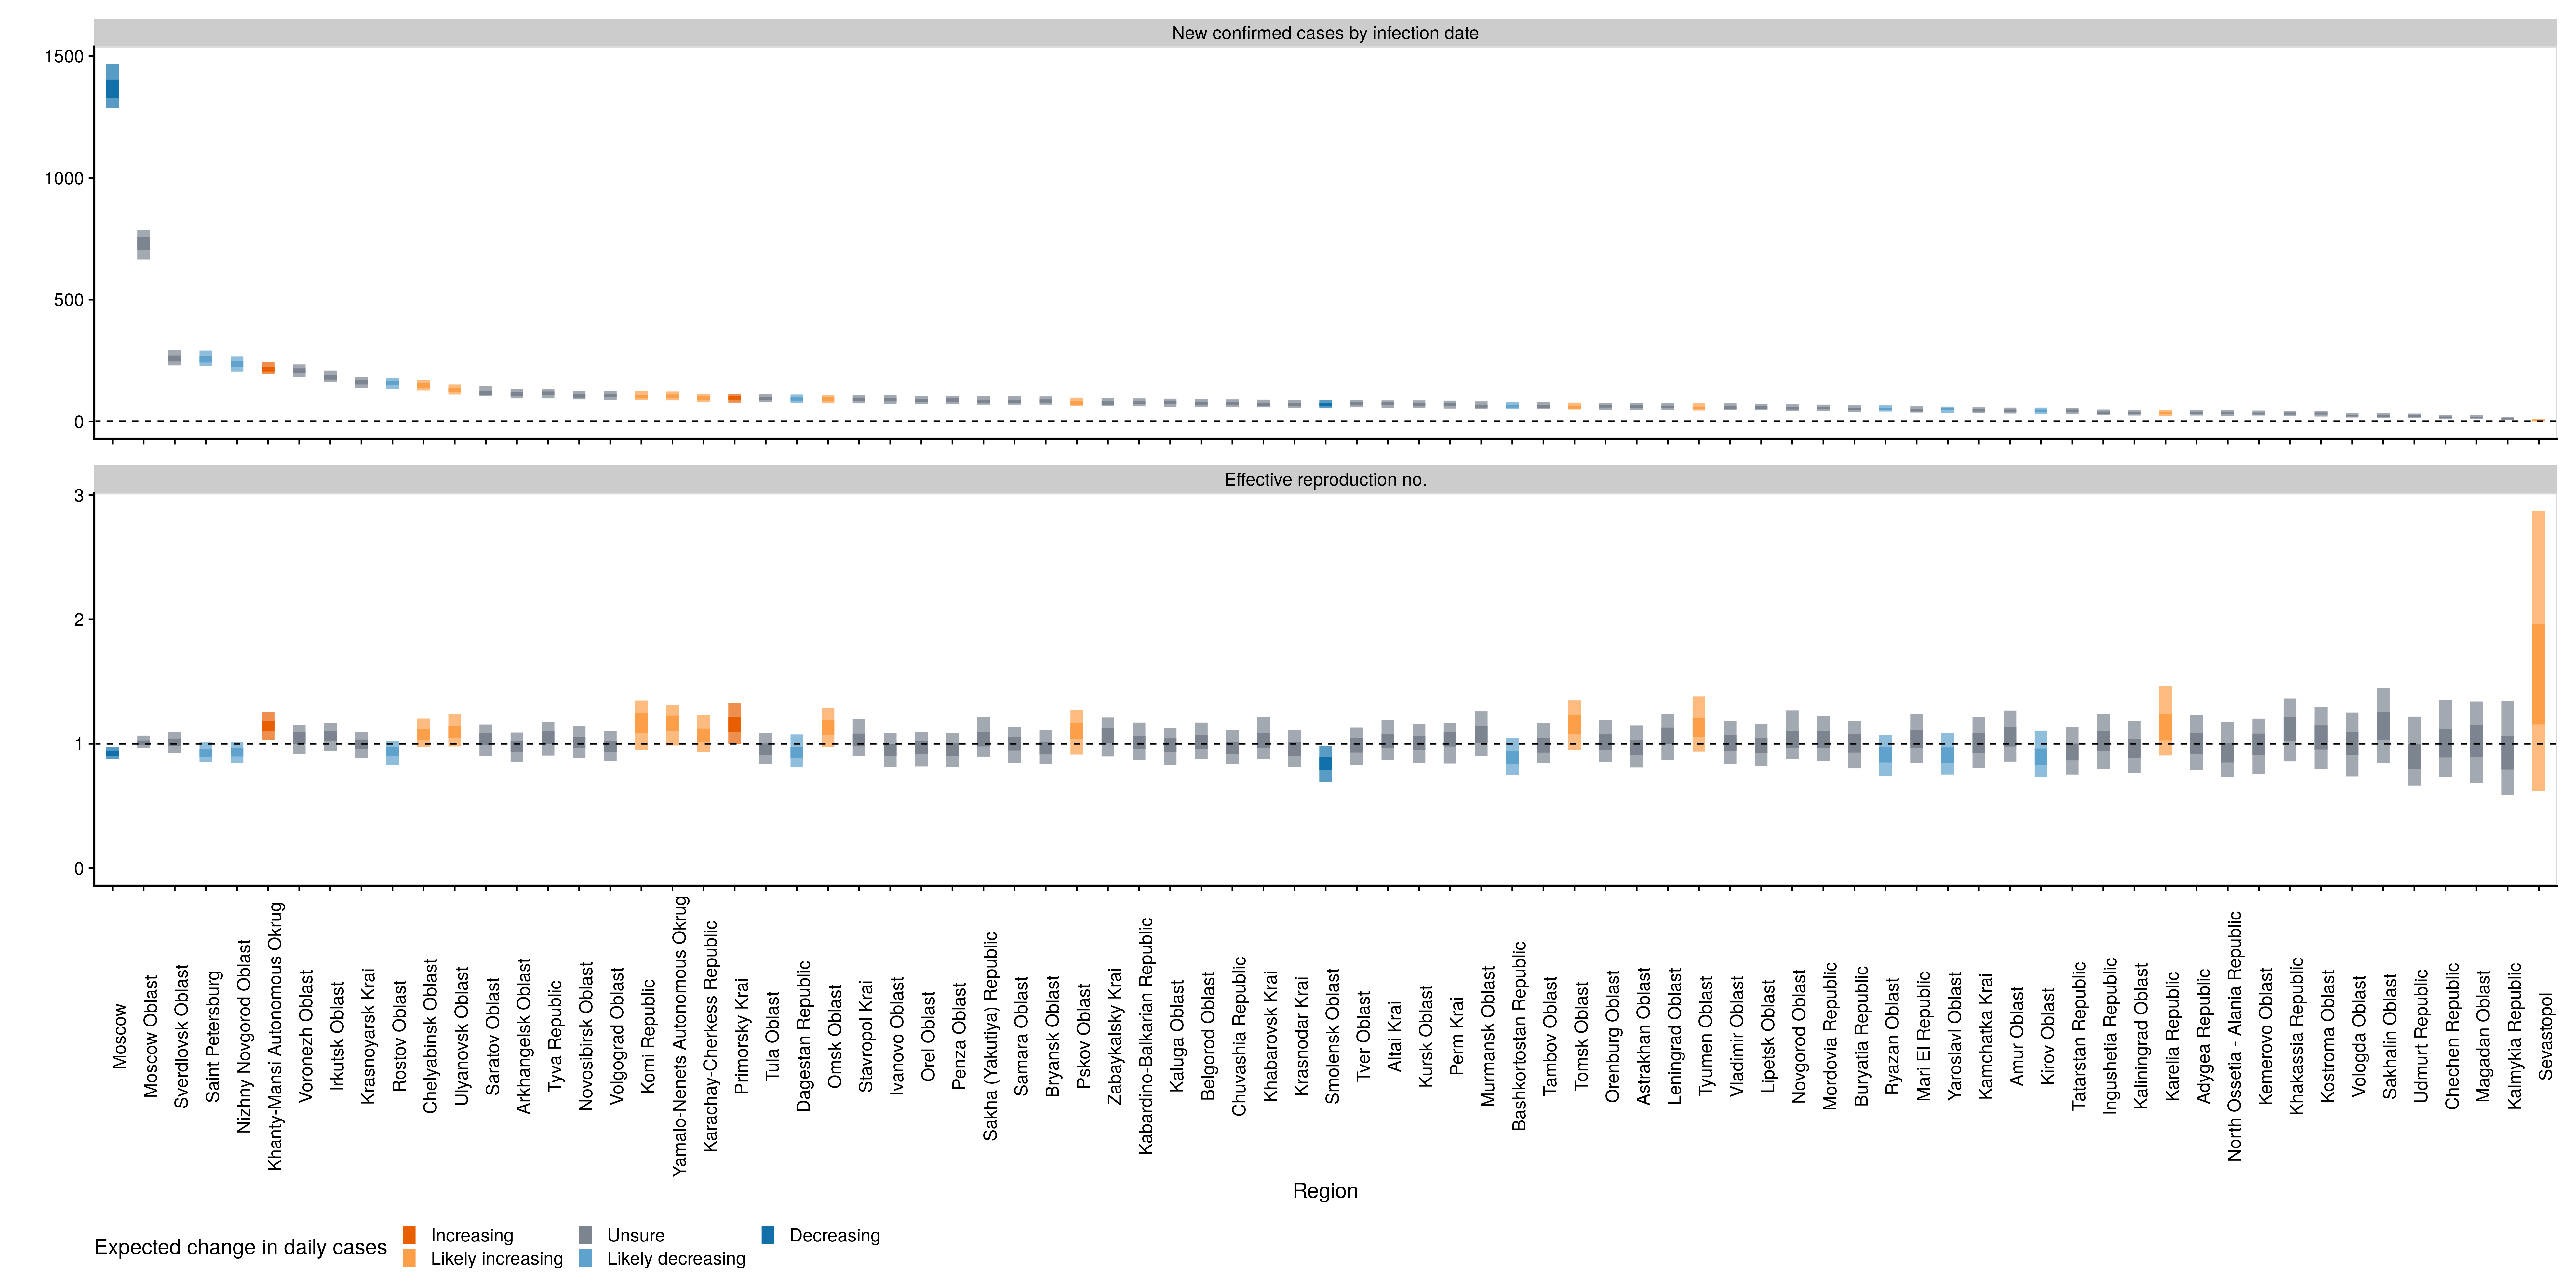 New confirmed cases by infection date
1500
1000
500
0
Effective reproduction no.
3
2
1
0
Moscow
Moscow Oblast
Sverdlovsk Oblast
Saint Petersburg
Nizhny Novgorod Oblast
Khanty-Mansi Autonomous Okrug
Voronezh Oblast
Irkutsk Oblast
Krasnoyarsk Krai
Rostov Oblast
Chelyabinsk Oblast
Ulyanovsk Oblast
Saratov Oblast
Arkhangelsk Oblast
Tyva Republic
Novosibirsk Oblast
Volgograd Oblast
Komi Republic
Yamalo-Nenets Autonomous Okrug
Karachay-Cherkess Republic
Primorsky Krai
Tula Oblast
Dagestan Republic
Omsk Oblast
Stavropol Krai
Ivanovo Oblast
Orel Oblast
Penza Oblast
Sakha (Yakutiya) Republic
Samara Oblast
Bryansk Oblast
Pskov Oblast
Zabaykalsky Krai
Kabardino-Balkarian Republic
Kaluga Oblast
Belgorod Oblast
Chuvashia Republic
Khabarovsk Krai
Krasnodar Krai
Smolensk Oblast
Tver Oblast
Altai Krai
Kursk Oblast
Perm Krai
Murmansk Oblast
Bashkortostan Republic
Tambov Oblast
Tomsk Oblast
Orenburg Oblast
Astrakhan Oblast
Leningrad Oblast
Tyumen Oblast
Vladimir Oblast
Lipetsk Oblast
Novgorod Oblast
Mordovia Republic
Buryatia Republic
Ryazan Oblast
Mari El Republic
Yaroslavl Oblast
Kamchatka Krai
Amur Oblast
Kirov Oblast
Tatarstan Republic
Ingushetia Republic
Kaliningrad Oblast
Karelia Republic
Adygea Republic
North Ossetia - Alania Republic
Kemerovo Oblast
Khakassia Republic
Kostroma Oblast
Vologda Oblast
Sakhalin Oblast
Udmurt Republic
Chechen Republic
Magadan Oblast
Kalmykia Republic
Sevastopol
Region
Expected change in daily cases
Increasing
Likely increasing
Unsure
Likely decreasing
Decreasing